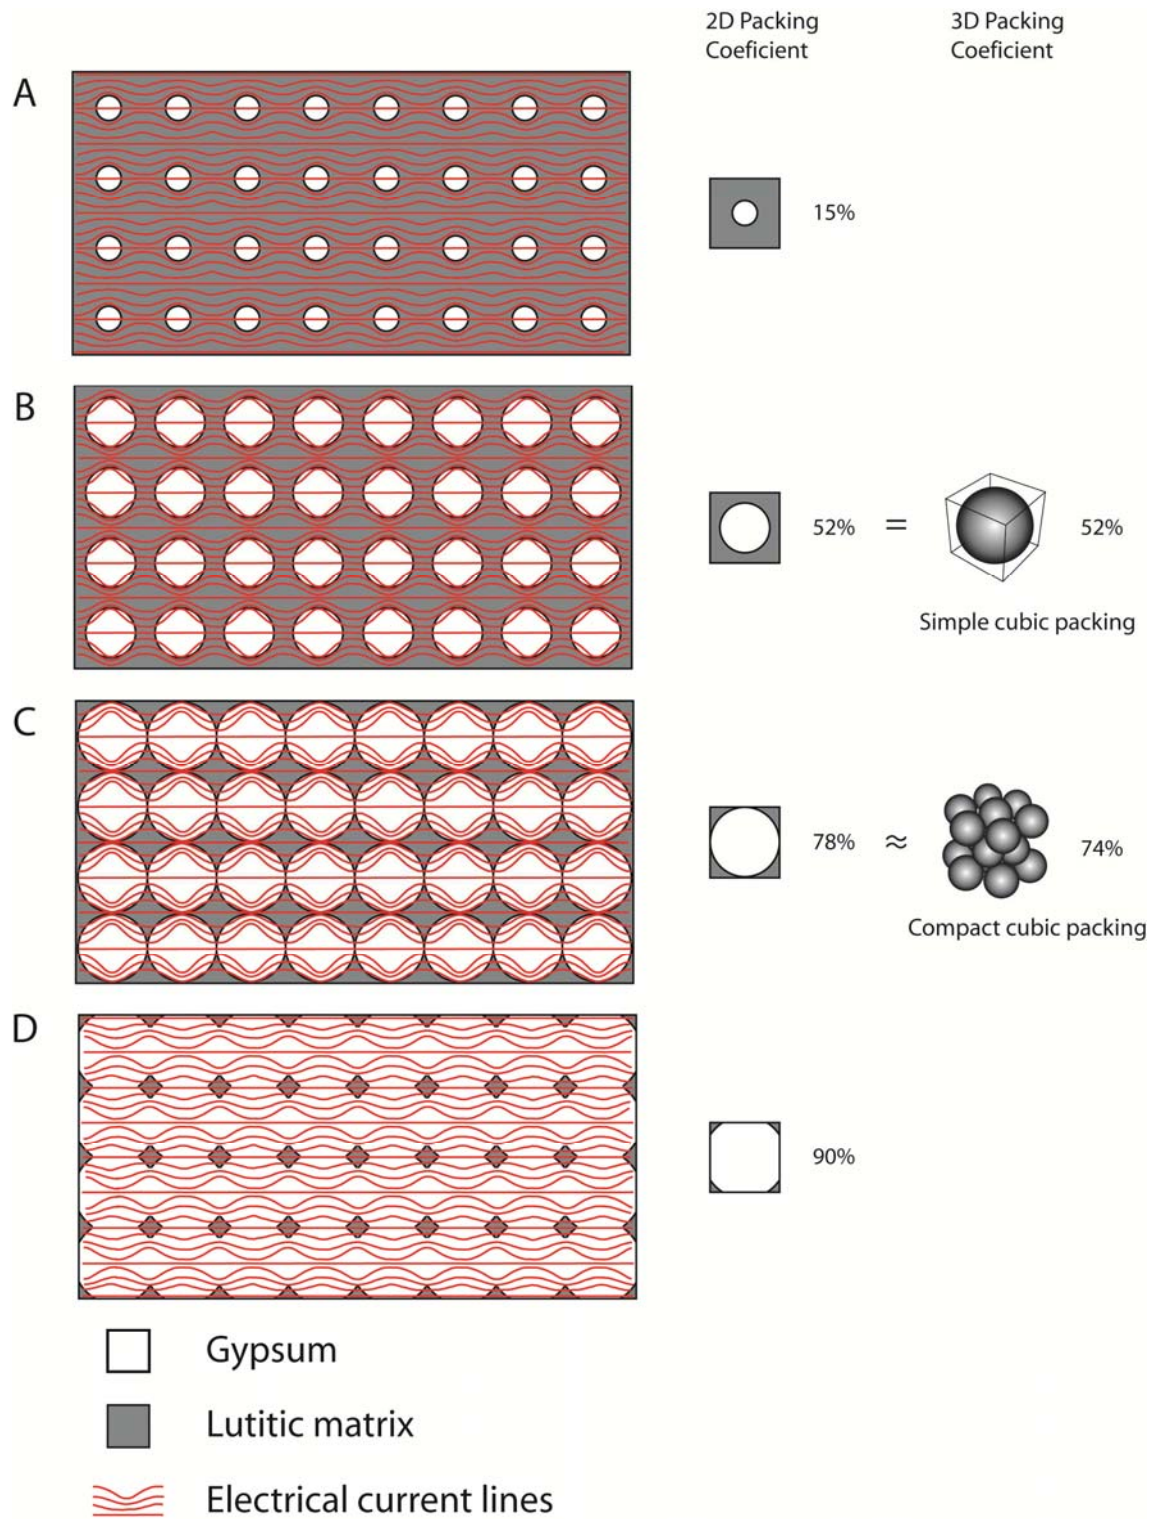 2D Packing
Coeficient
3D Packing
Coeficient
A
15%
B
52%
=
52%
Simple cubic packing
C
78%
≈
74%
Compact cubic packing
D
90%
Gypsum
Lutitic matrix
Electrical current lines